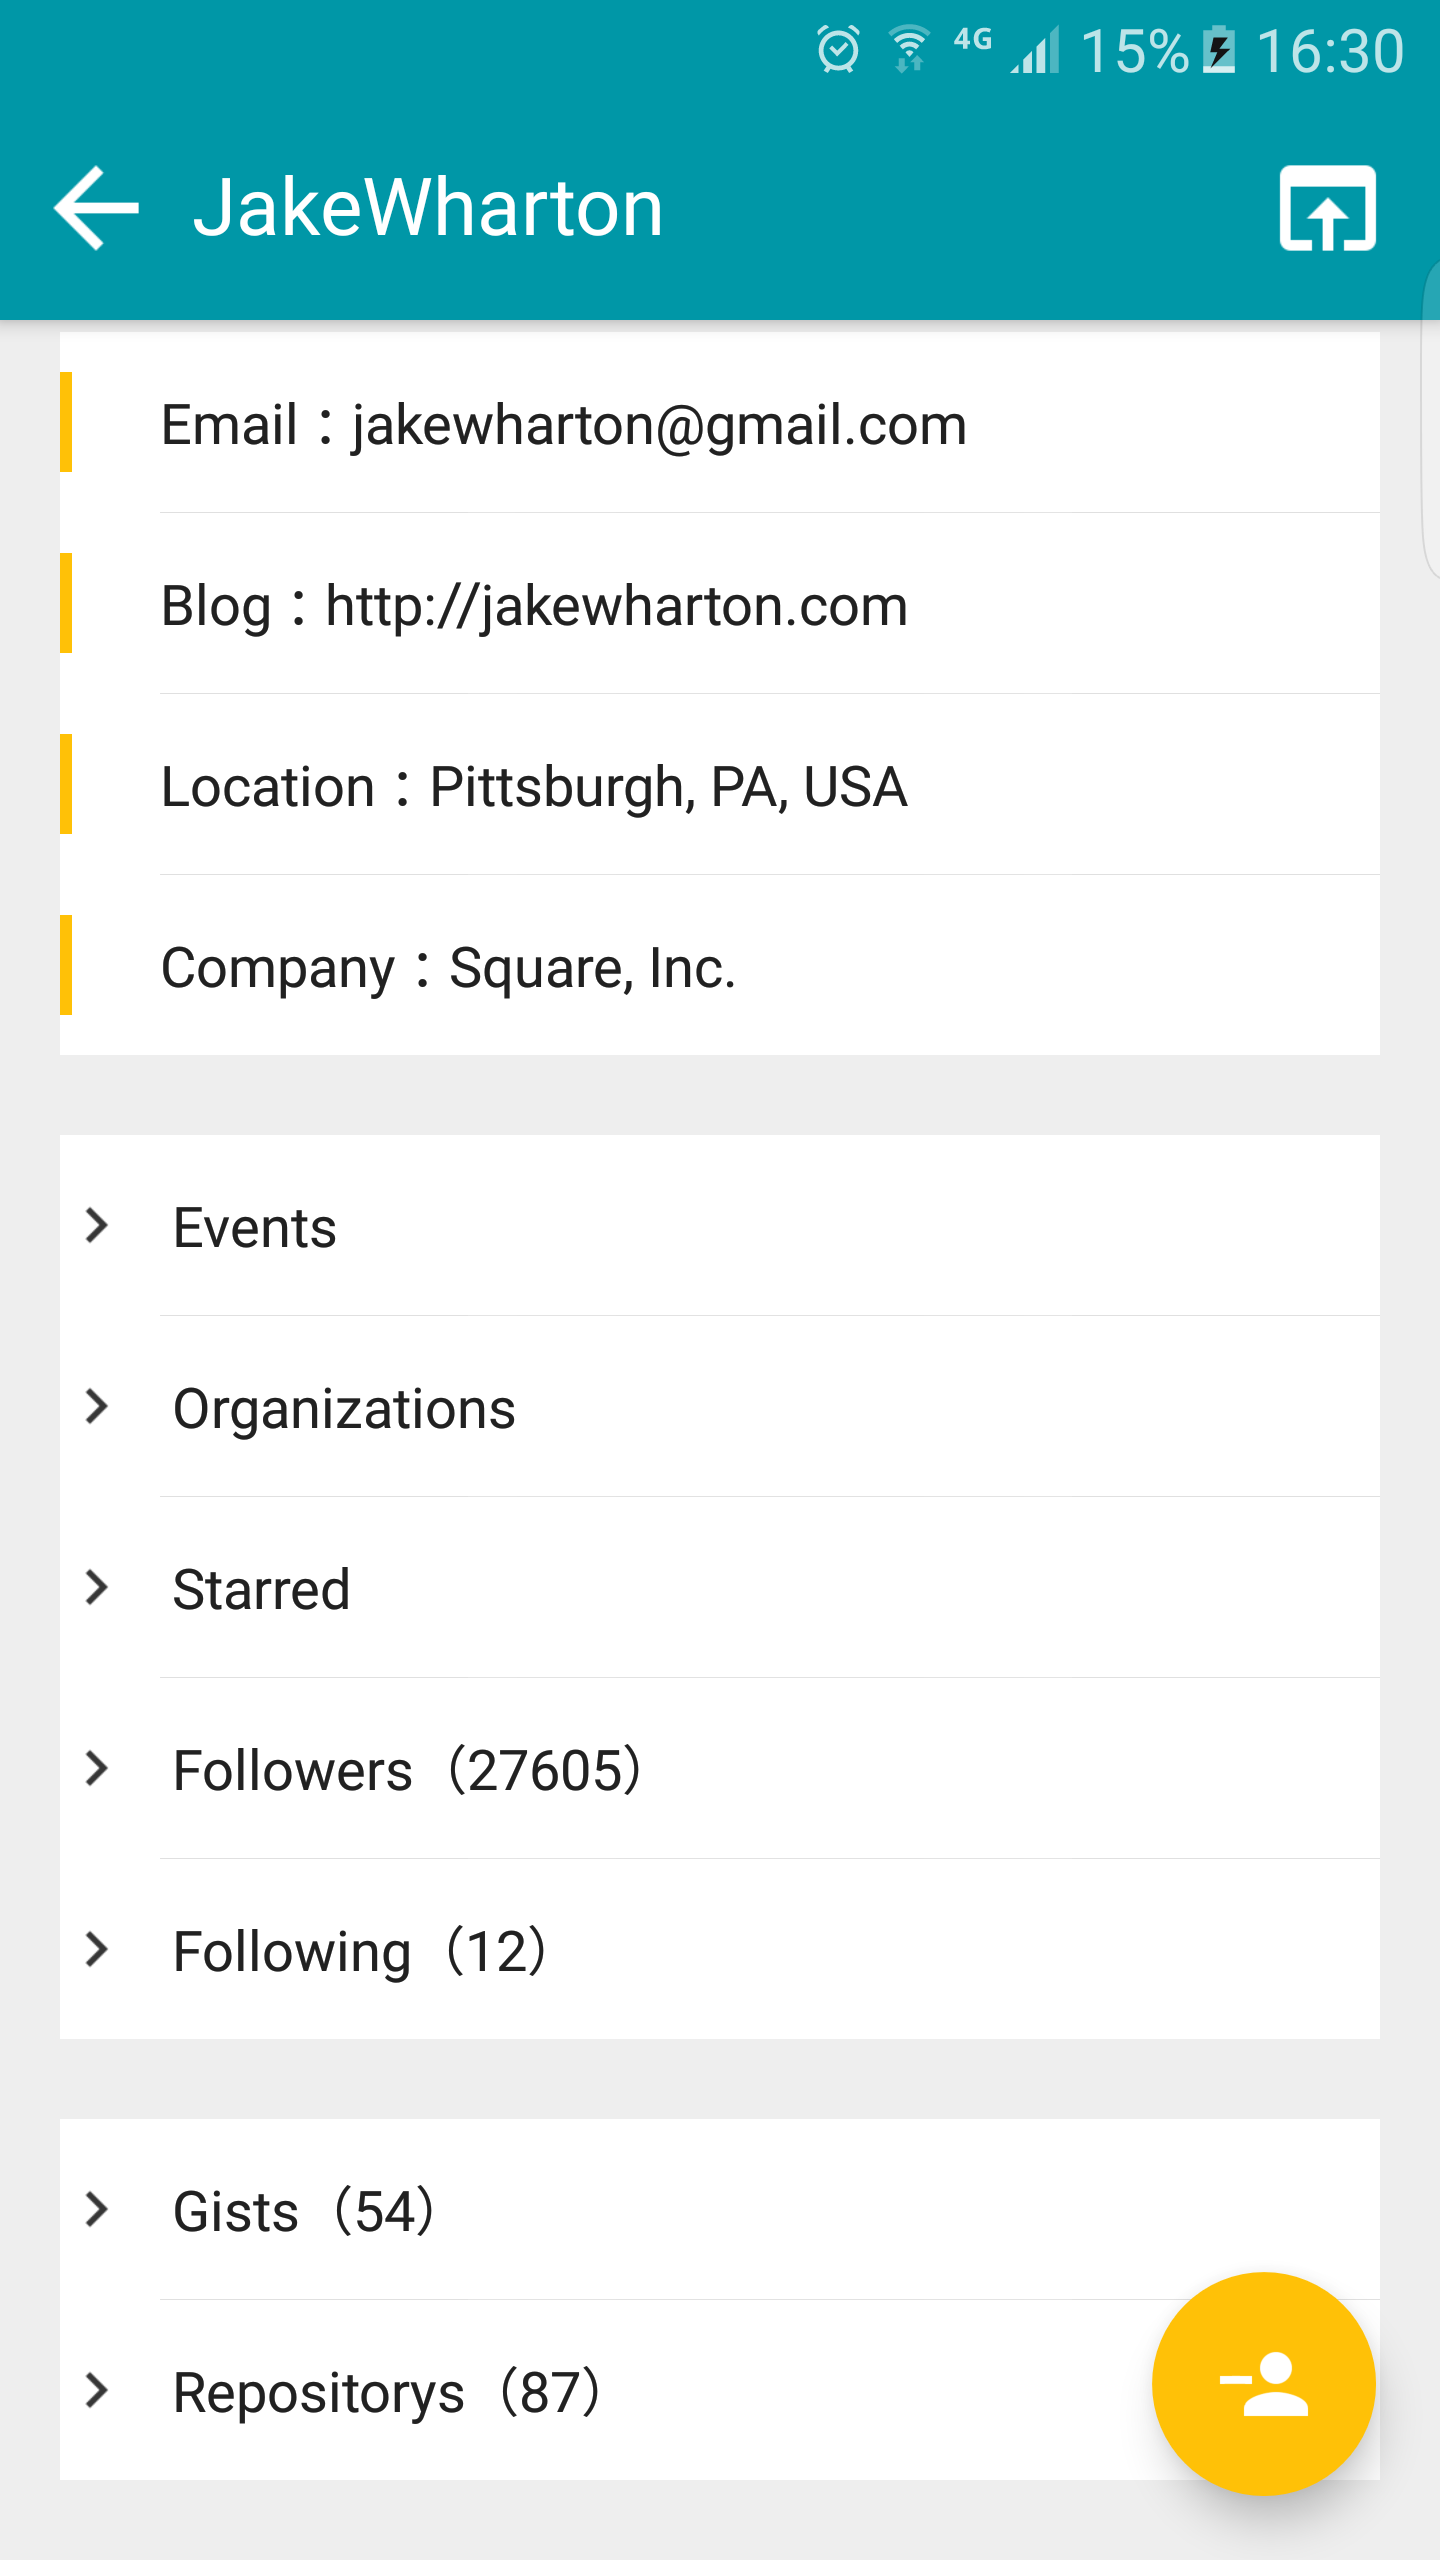 4G 15% 16:30
JakeWharton
Email：jakewharton@gmail.com
Blog：http://jakewharton.com
Location：Pittsburgh, PA, USA
Company：Square, Inc.
Events
Organizations
Starred
Followers（27605）
Following（12）
Gists（54）
Repositorys（87）